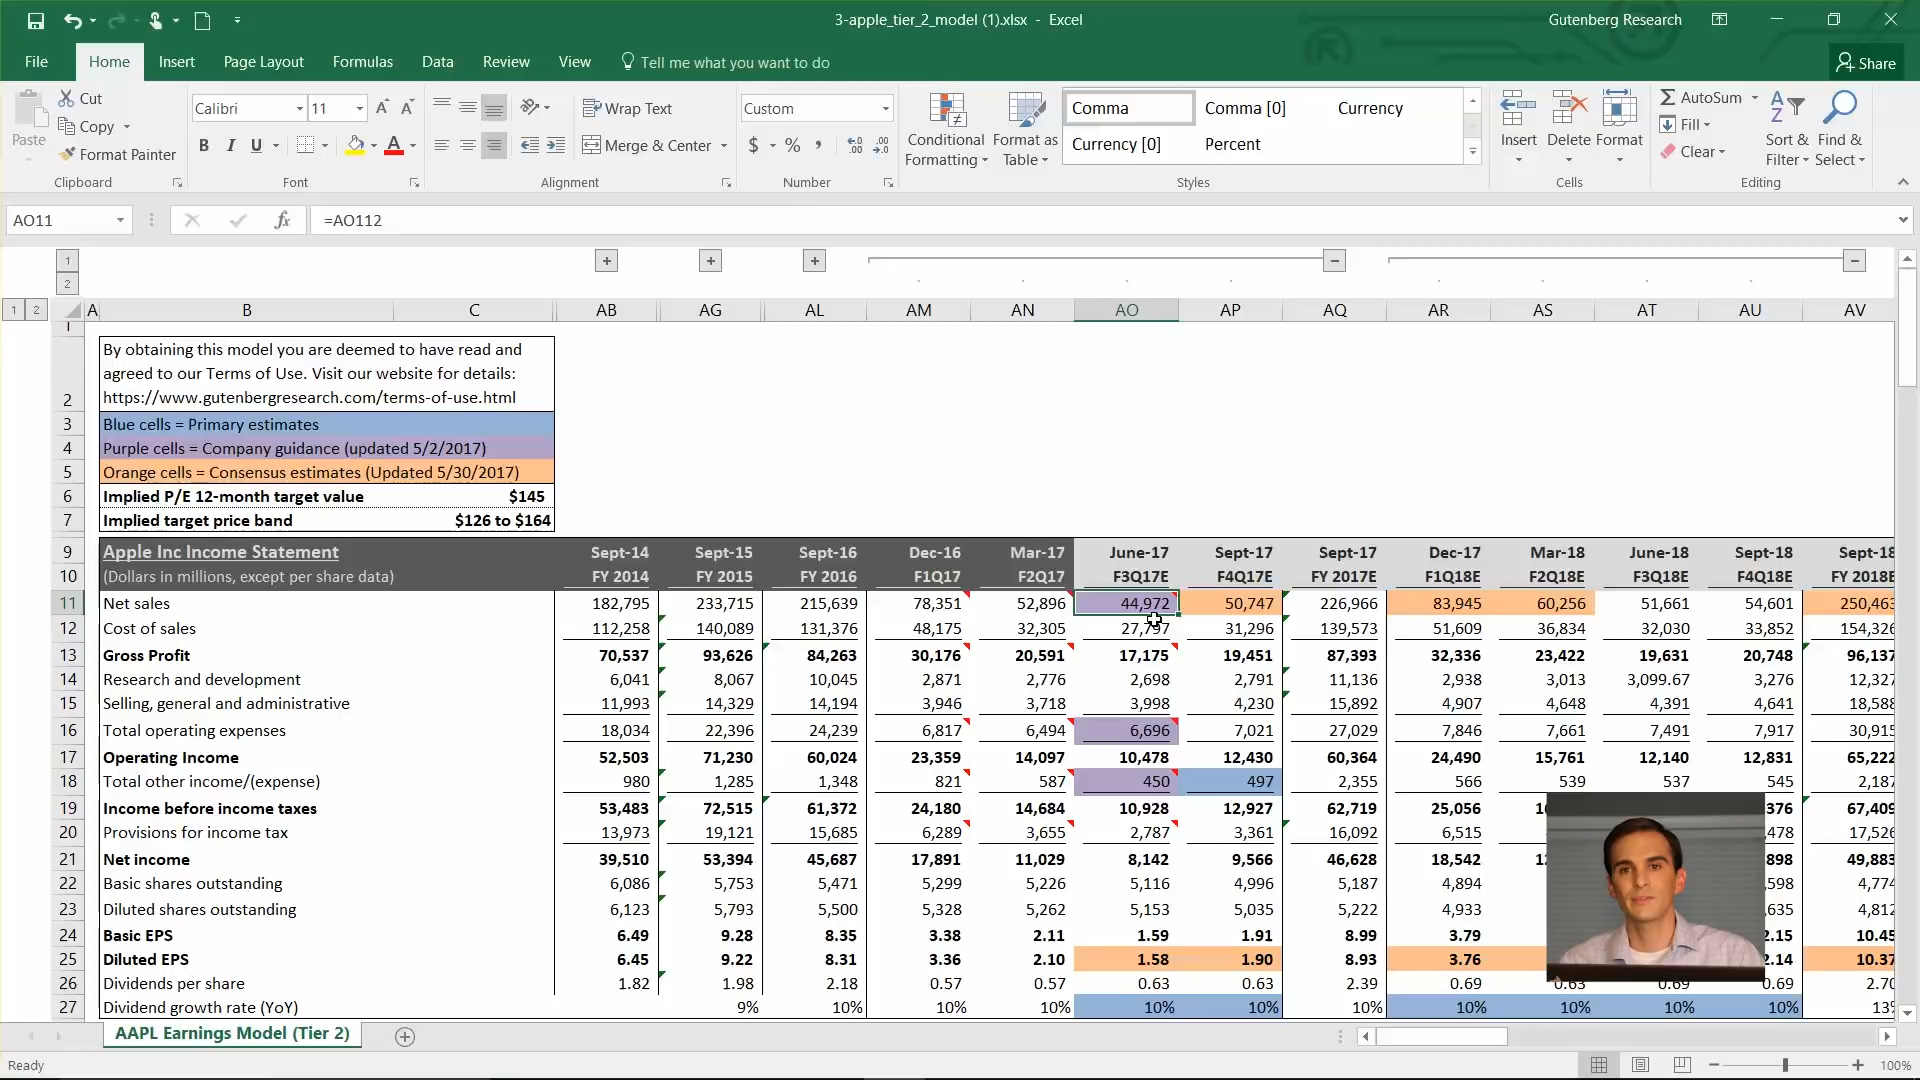 3-apple_tier_2_model (1).xlsx - Excel
Gutenberg Research
File Home Insert Page Layout Formulas Data Review View Tell me what you want to do Share
Paste
Cut
Copy
Format Painter
Clipboard
Calibri 11
B I U
Font
Wrap Text
Merge & Center
Alignment
Custom
$ % ,
Number
Conditional Formatting
Format as Table
Comma Comma [0] Currency
Currency [0] Percent
Styles
Insert Delete Format
Cells
AutoSum
Fill
Clear
Sort & Filter
Find & Select
Editing
AO11 fx =AO112
1
2
1 2 A B C AB AG AL AM AN AO AP AQ AR AS AT AU AV
1
By obtaining this model you are deemed to have read and
agreed to our Terms of Use. Visit our website for details:
2 https://www.gutenbergresearch.com/terms-of-use.html
3 Blue cells = Primary estimates
4 Purple cells = Company guidance (updated 5/2/2017)
5 Orange cells = Consensus estimates (Updated 5/30/2017)
6 Implied P/E 12-month target value $145
7 Implied target price band $126 to $164
9 Apple Inc Income Statement Sept-14 Sept-15 Sept-16 Dec-16 Mar-17 June-17 Sept-17 Sept-17 Dec-17 Mar-18 June-18 Sept-18 Sept-18
10 (Dollars in millions, except per share data) FY 2014 FY 2015 FY 2016 F1Q17 F2Q17 F3Q17E F4Q17E FY 2017E F1Q18E F2Q18E F3Q18E F4Q18E FY 2018E
11 Net sales 182,795 233,715 215,639 78,351 52,896 44,972 50,747 226,966 83,945 60,256 51,661 54,601 250,463
12 Cost of sales 112,258 140,089 131,376 48,175 32,305 27,797 31,296 139,573 51,609 36,834 32,030 33,852 154,326
13 Gross Profit 70,537 93,626 84,263 30,176 20,591 17,175 19,451 87,393 32,336 23,422 19,631 20,748 96,137
14 Research and development 6,041 8,067 10,045 2,871 2,776 2,698 2,791 11,136 2,938 3,013 3,099.67 3,276 12,327
15 Selling, general and administrative 11,993 14,329 14,194 3,946 3,718 3,998 4,230 15,892 4,907 4,648 4,391 4,641 18,588
16 Total operating expenses 18,034 22,396 24,239 6,817 6,494 6,696 7,021 27,029 7,846 7,661 7,491 7,917 30,915
17 Operating Income 52,503 71,230 60,024 23,359 14,097 10,478 12,430 60,364 24,490 15,761 12,140 12,831 65,222
18 Total other income/(expense) 980 1,285 1,348 821 587 450 497 2,355 566 539 537 545 2,187
19 Income before income taxes 53,483 72,515 61,372 24,180 14,684 10,928 12,927 62,719 25,056 376 67,409
20 Provisions for income tax 13,973 19,121 15,685 6,289 3,655 2,787 3,361 16,092 6,515 478 17,526
21 Net income 39,510 53,394 45,687 17,891 11,029 8,142 9,566 46,628 18,542 898 49,883
22 Basic shares outstanding 6,086 5,753 5,471 5,299 5,226 5,116 4,996 5,187 4,894 598 4,774
23 Diluted shares outstanding 6,123 5,793 5,500 5,328 5,262 5,153 5,035 5,222 4,933 635 4,812
24 Basic EPS 6.49 9.28 8.35 3.38 2.11 1.59 1.91 8.99 3.79 2.15 10.45
25 Diluted EPS 6.45 9.22 8.31 3.36 2.10 1.58 1.90 8.93 3.76 2.14 10.37
26 Dividends per share 1.82 1.98 2.18 0.57 0.57 0.63 0.63 2.39 0.69 0.63 0.69 0.69 2.70
27 Dividend growth rate (YoY) 9% 10% 10% 10% 10% 10% 10% 10% 10% 10% 10% 13%
AAPL Earnings Model (Tier 2)
Ready 100%